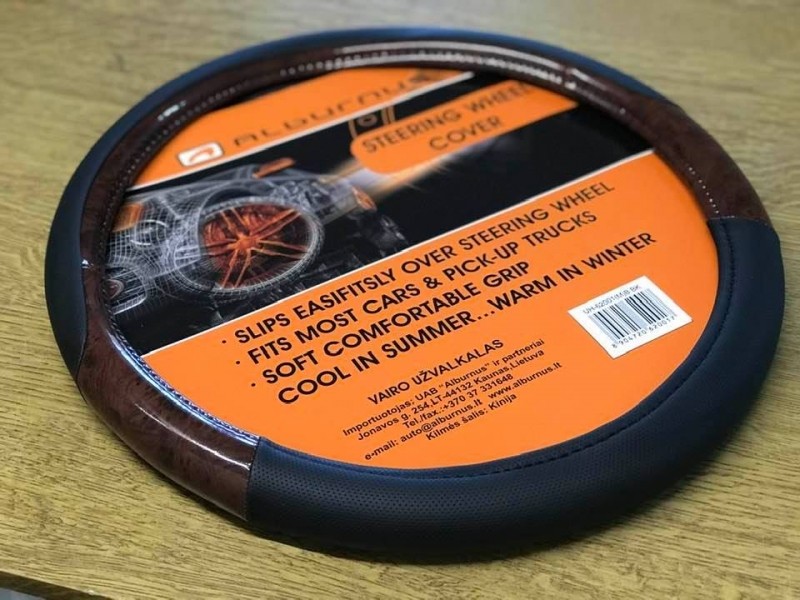 ALBURNUS
STEERING WHEEL
COVER
· SLIPS EASIFITSLY OVER STEERING WHEEL
· FITS MOST CARS & PICK-UP TRUCKS
· SOFT COMFORTABLE GRIP
COOL IN SUMMER...WARM IN WINTER
VAIRO UŽVALKALAS
Importuotojas: UAB "Alburnus" ir partneriai
Jonavos g. 254,LT-44132 Kaunas,Lietuva
Tel./fax.:+370 37 331648
e-mail: auto@alburnus.lt www.alburnus.lt
Kilmės šalis: Kinija